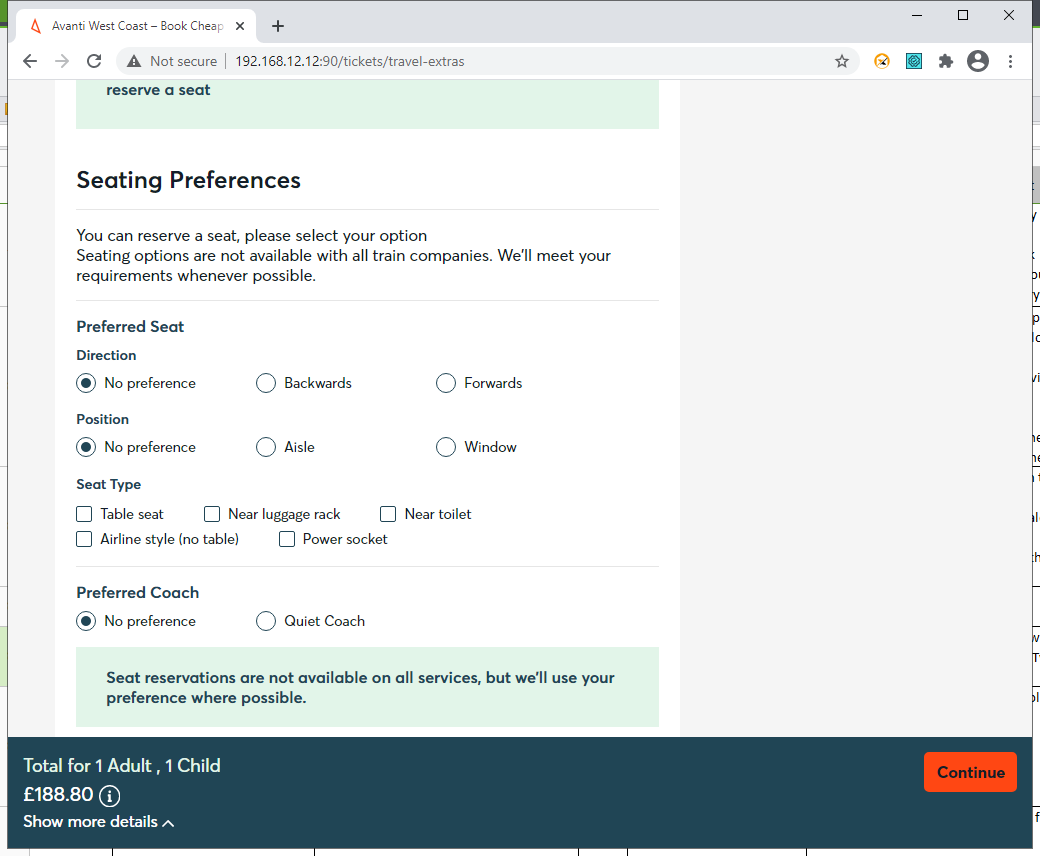 Avanti West Coast – Book Cheap
Not secure
192.168.12.12:90/tickets/travel-extras
reserve a seat
Seating Preferences
You can reserve a seat, please select your option
Seating options are not available with all train companies. We'll meet your
requirements whenever possible.
Preferred Seat
Direction
No preference Backwards Forwards
Position
No preference Aisle Window
Seat Type
Table seat Near luggage rack Near toilet
Airline style (no table) Power socket
Preferred Coach
No preference Quiet Coach
Seat reservations are not available on all services, but we'll use your
preference where possible.
Total for 1 Adult , 1 Child
£188.80
Continue
Show more details